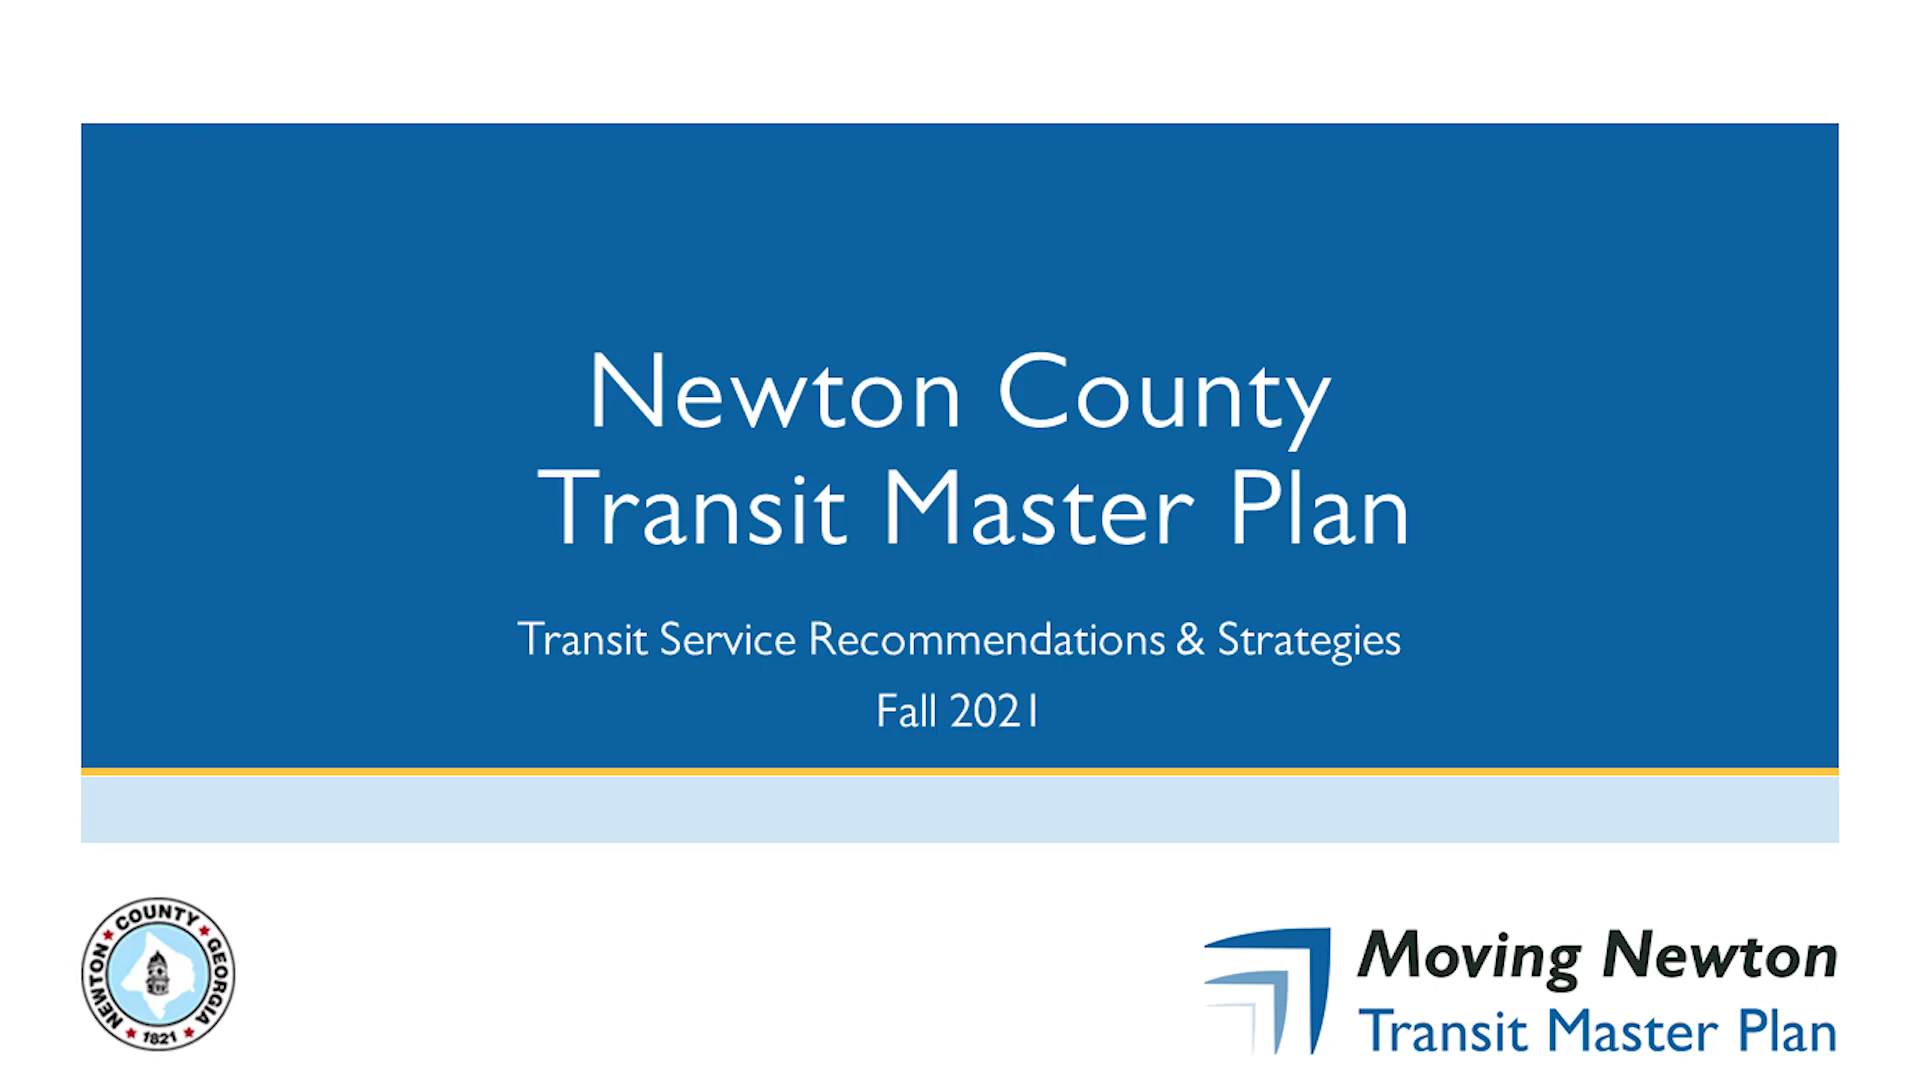 Newton County
Transit Master Plan
Transit Service Recommendations & Strategies
Fall 2021
NEWTON COUNTY GEORGIA
1821
Moving Newton
Transit Master Plan